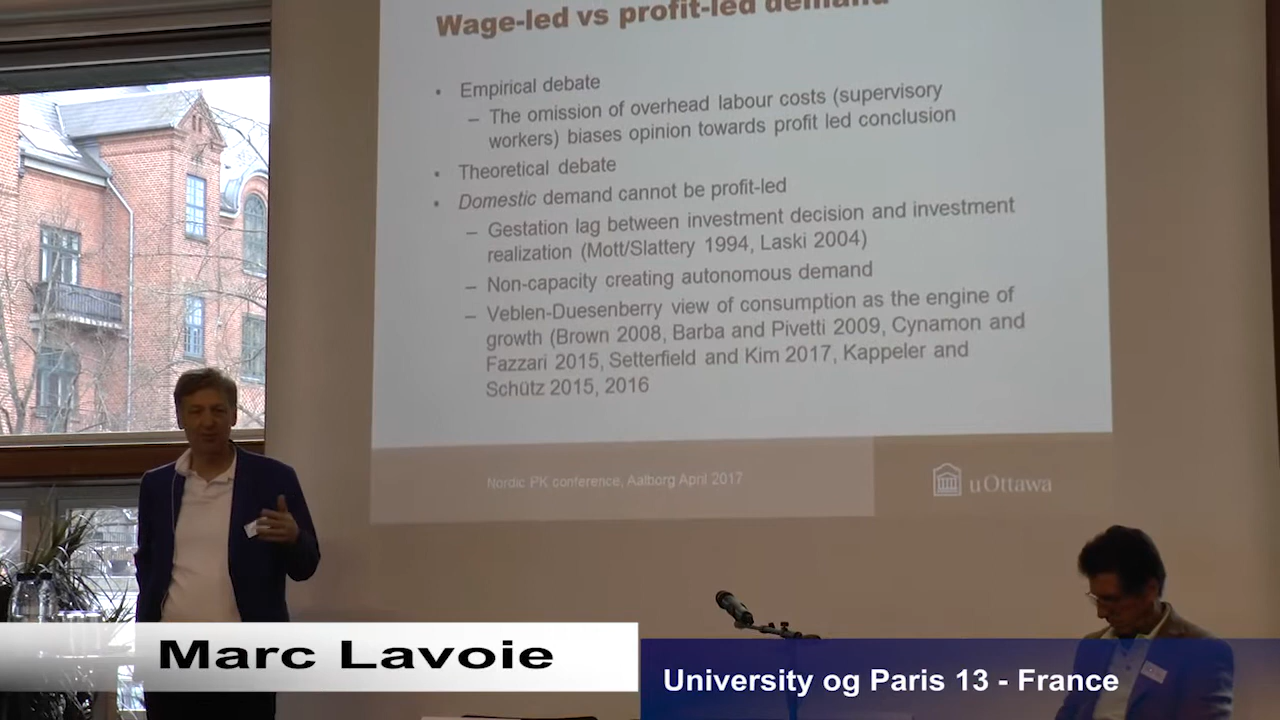 Wage-led vs profit-led demand
• Empirical debate
– The omission of overhead labour costs (supervisory
workers) biases opinion towards profit led conclusion
• Theoretical debate
• Domestic demand cannot be profit-led
– Gestation lag between investment decision and investment
realization (Mott/Slattery 1994, Laski 2004)
– Non-capacity creating autonomous demand
– Veblen-Duesenberry view of consumption as the engine of
growth (Brown 2008, Barba and Pivetti 2009, Cynamon and
Fazzari 2015, Setterfield and Kim 2017, Kappeler and
Schütz 2015, 2016
Nordic PK conference, Aalborg April 2017
uOttawa
Marc Lavoie
University og Paris 13 - France